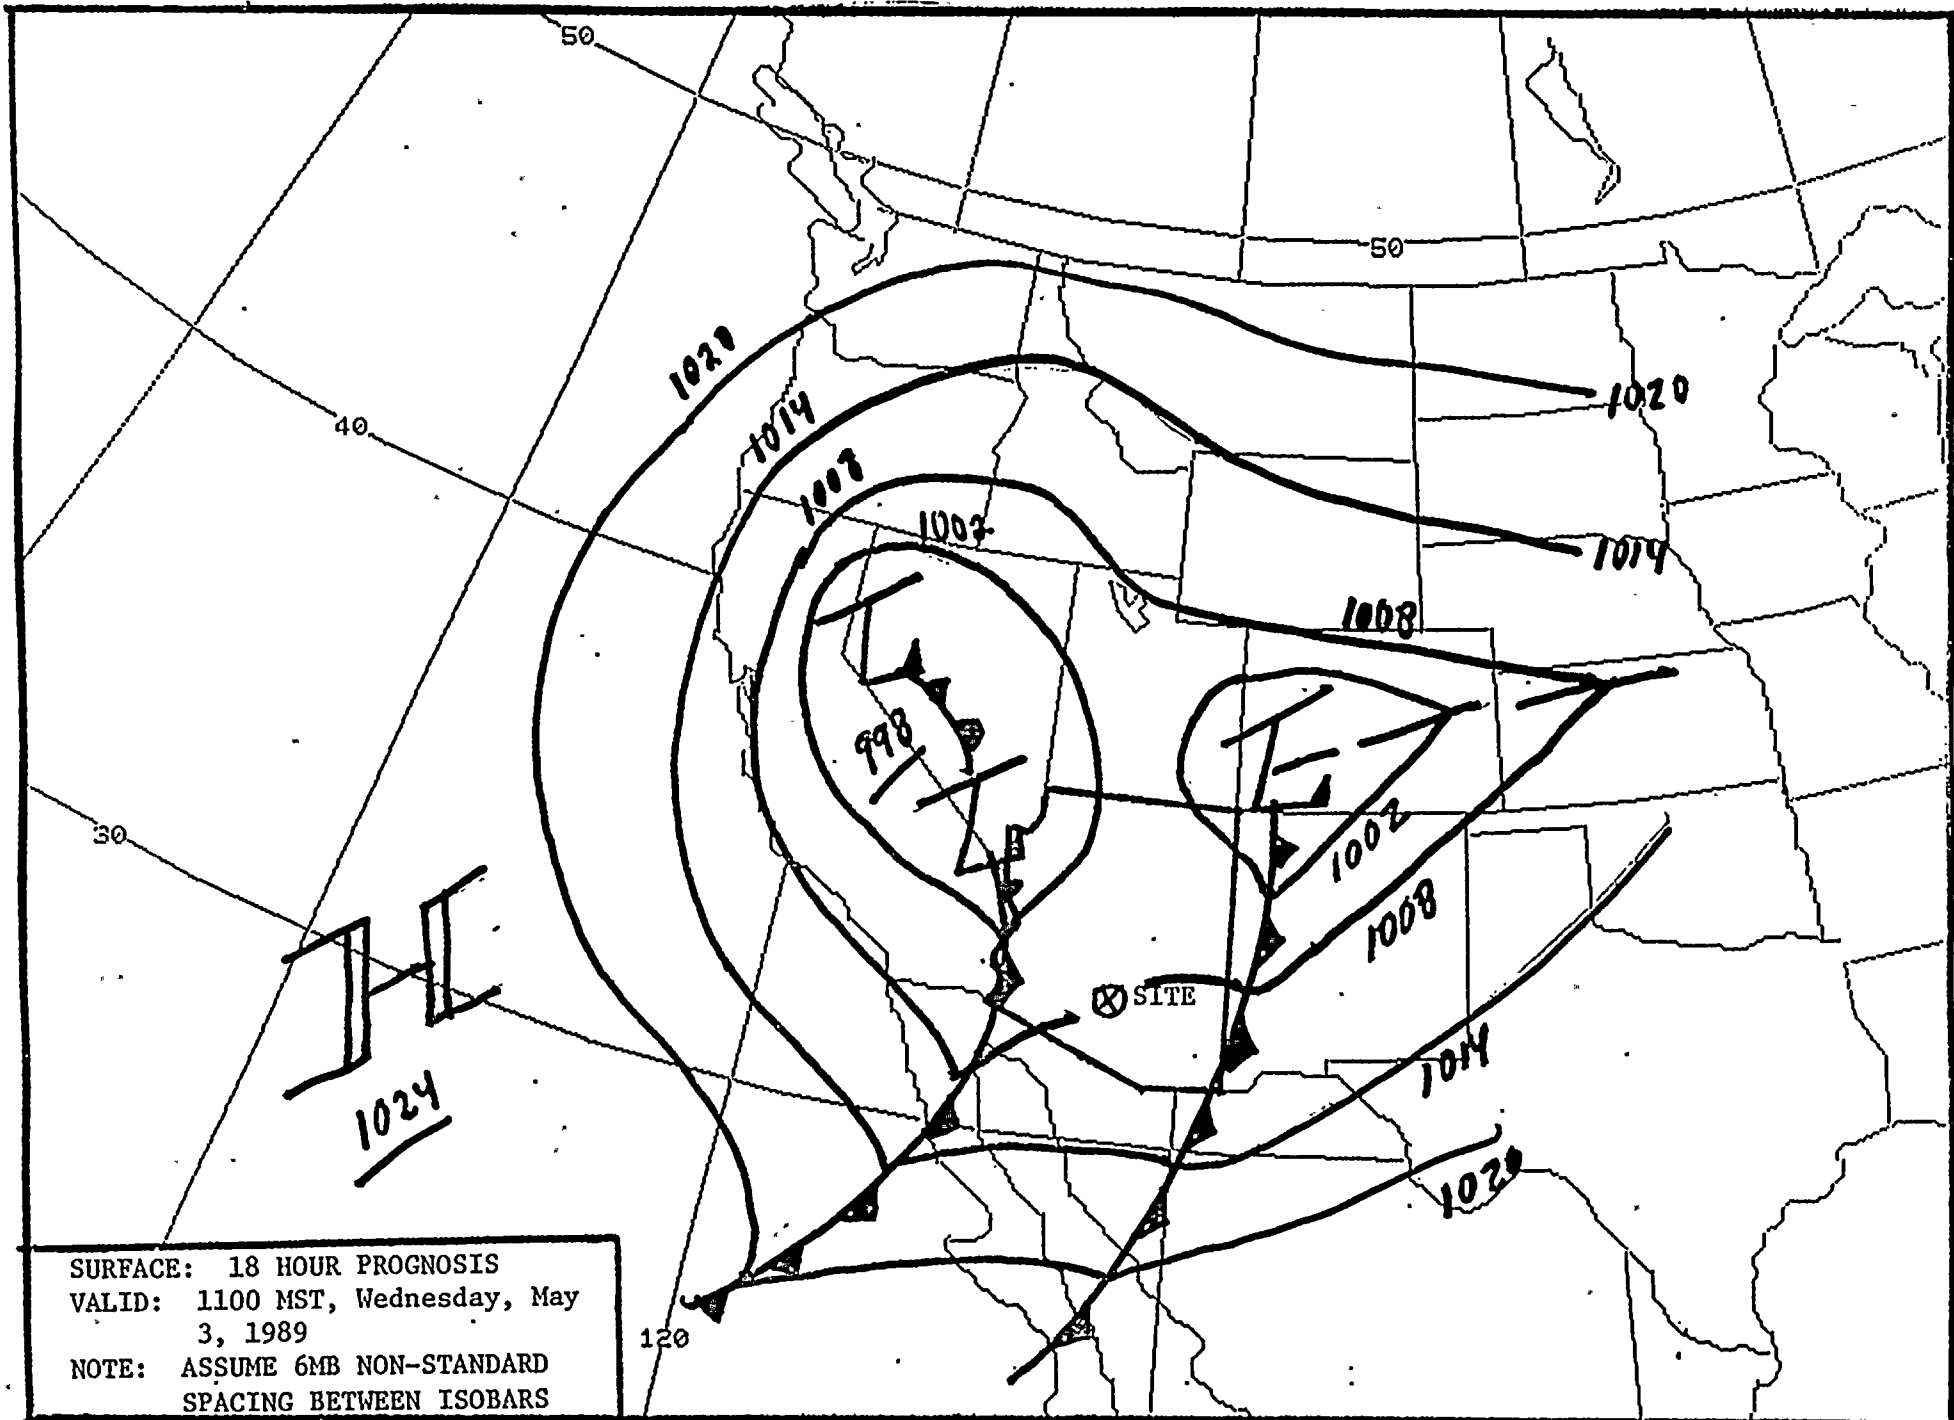 50
50
1020
1020
1014
40
1008
1002
1014
1008
998
30
1002
1008
SITE
1014
1024
H
L
L
L
1020
SURFACE: 18 HOUR PROGNOSIS
VALID: 1100 MST, Wednesday, May
3, 1989
120
NOTE: ASSUME 6MB NON-STANDARD
SPACING BETWEEN ISOBARS